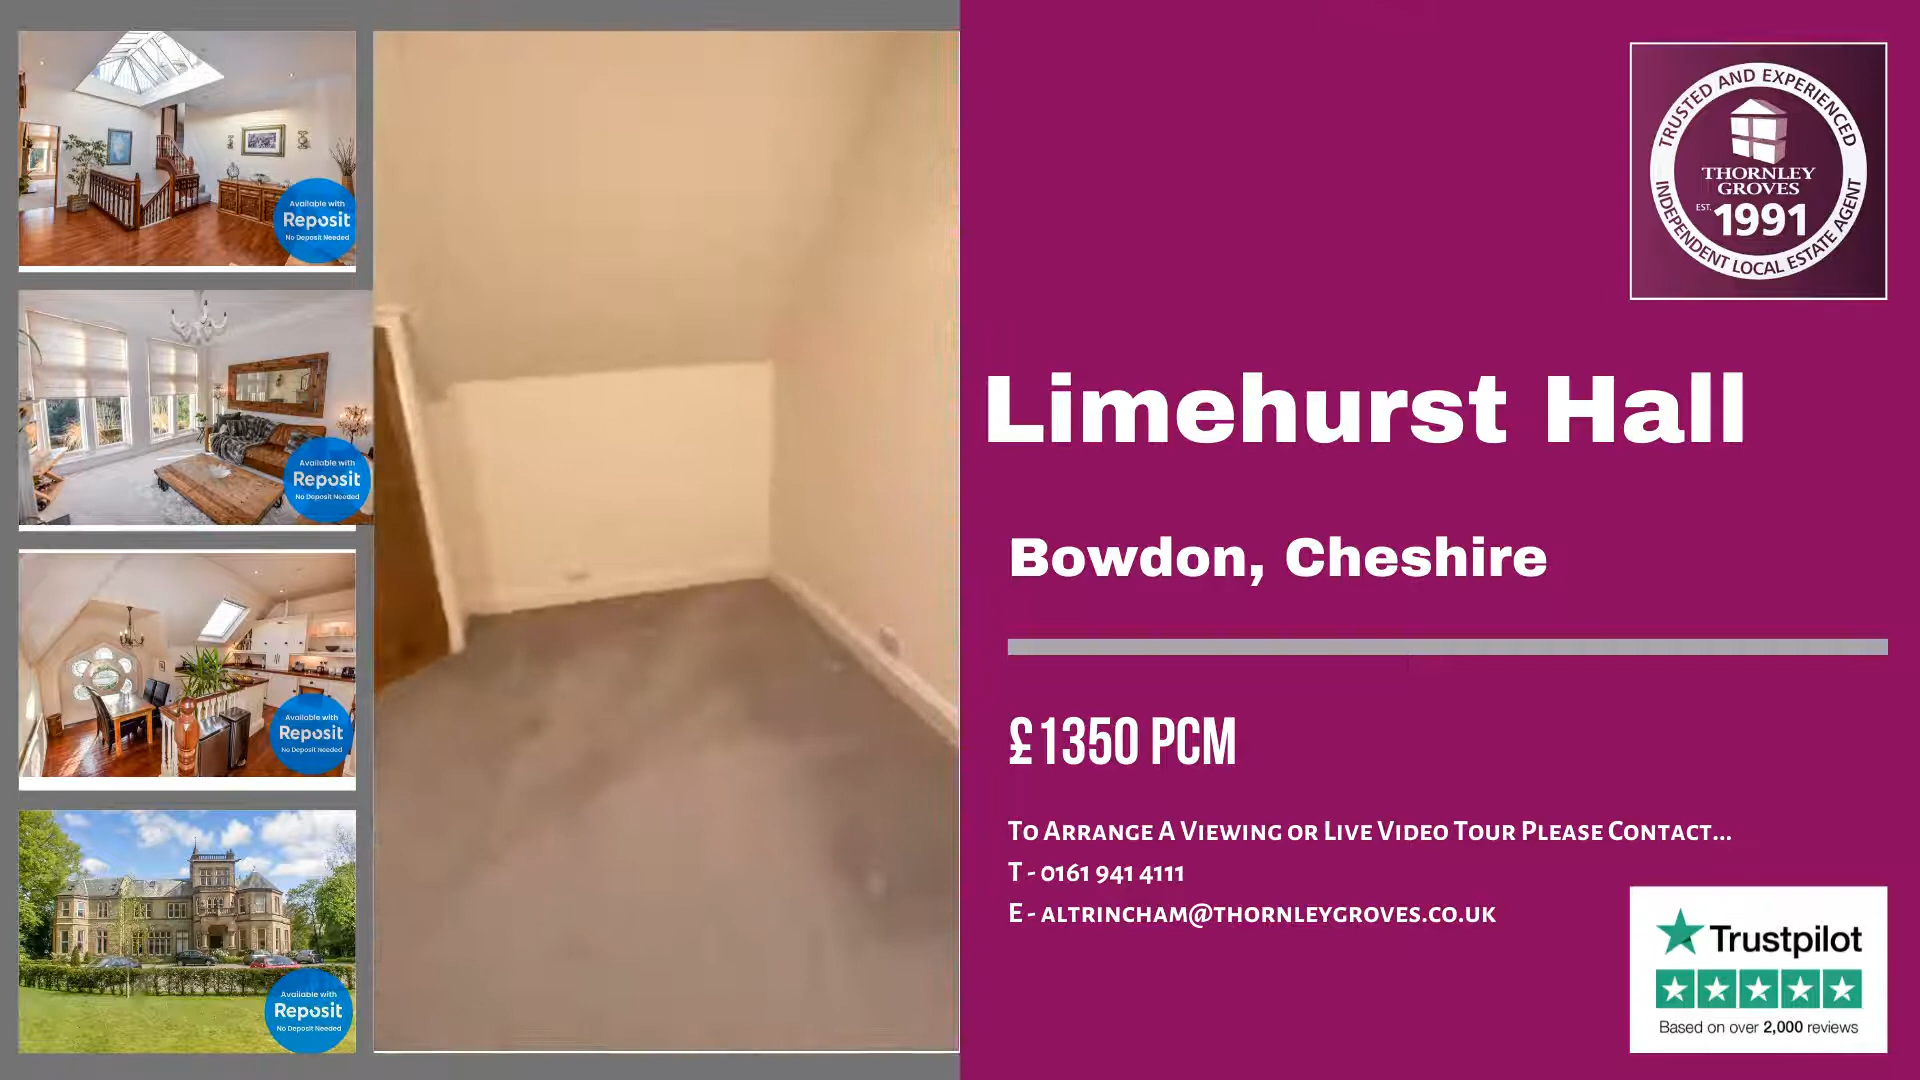 Available with
Reposit
No Deposit Needed
Available with
Reposit
No Deposit Needed
Available with
Reposit
No Deposit Needed
Available with
Reposit
No Deposit Needed
TRUSTED AND EXPERIENCED
THORNLEY
GROVES
EST. 1991
INDEPENDENT LOCAL ESTATE AGENT
Limehurst Hall
Bowdon, Cheshire
£1350 PCM
To Arrange A Viewing or Live Video Tour Please Contact...
T - 0161 941 4111
E - altrincham@thornleygroves.co.uk
Trustpilot
Based on over 2,000 reviews